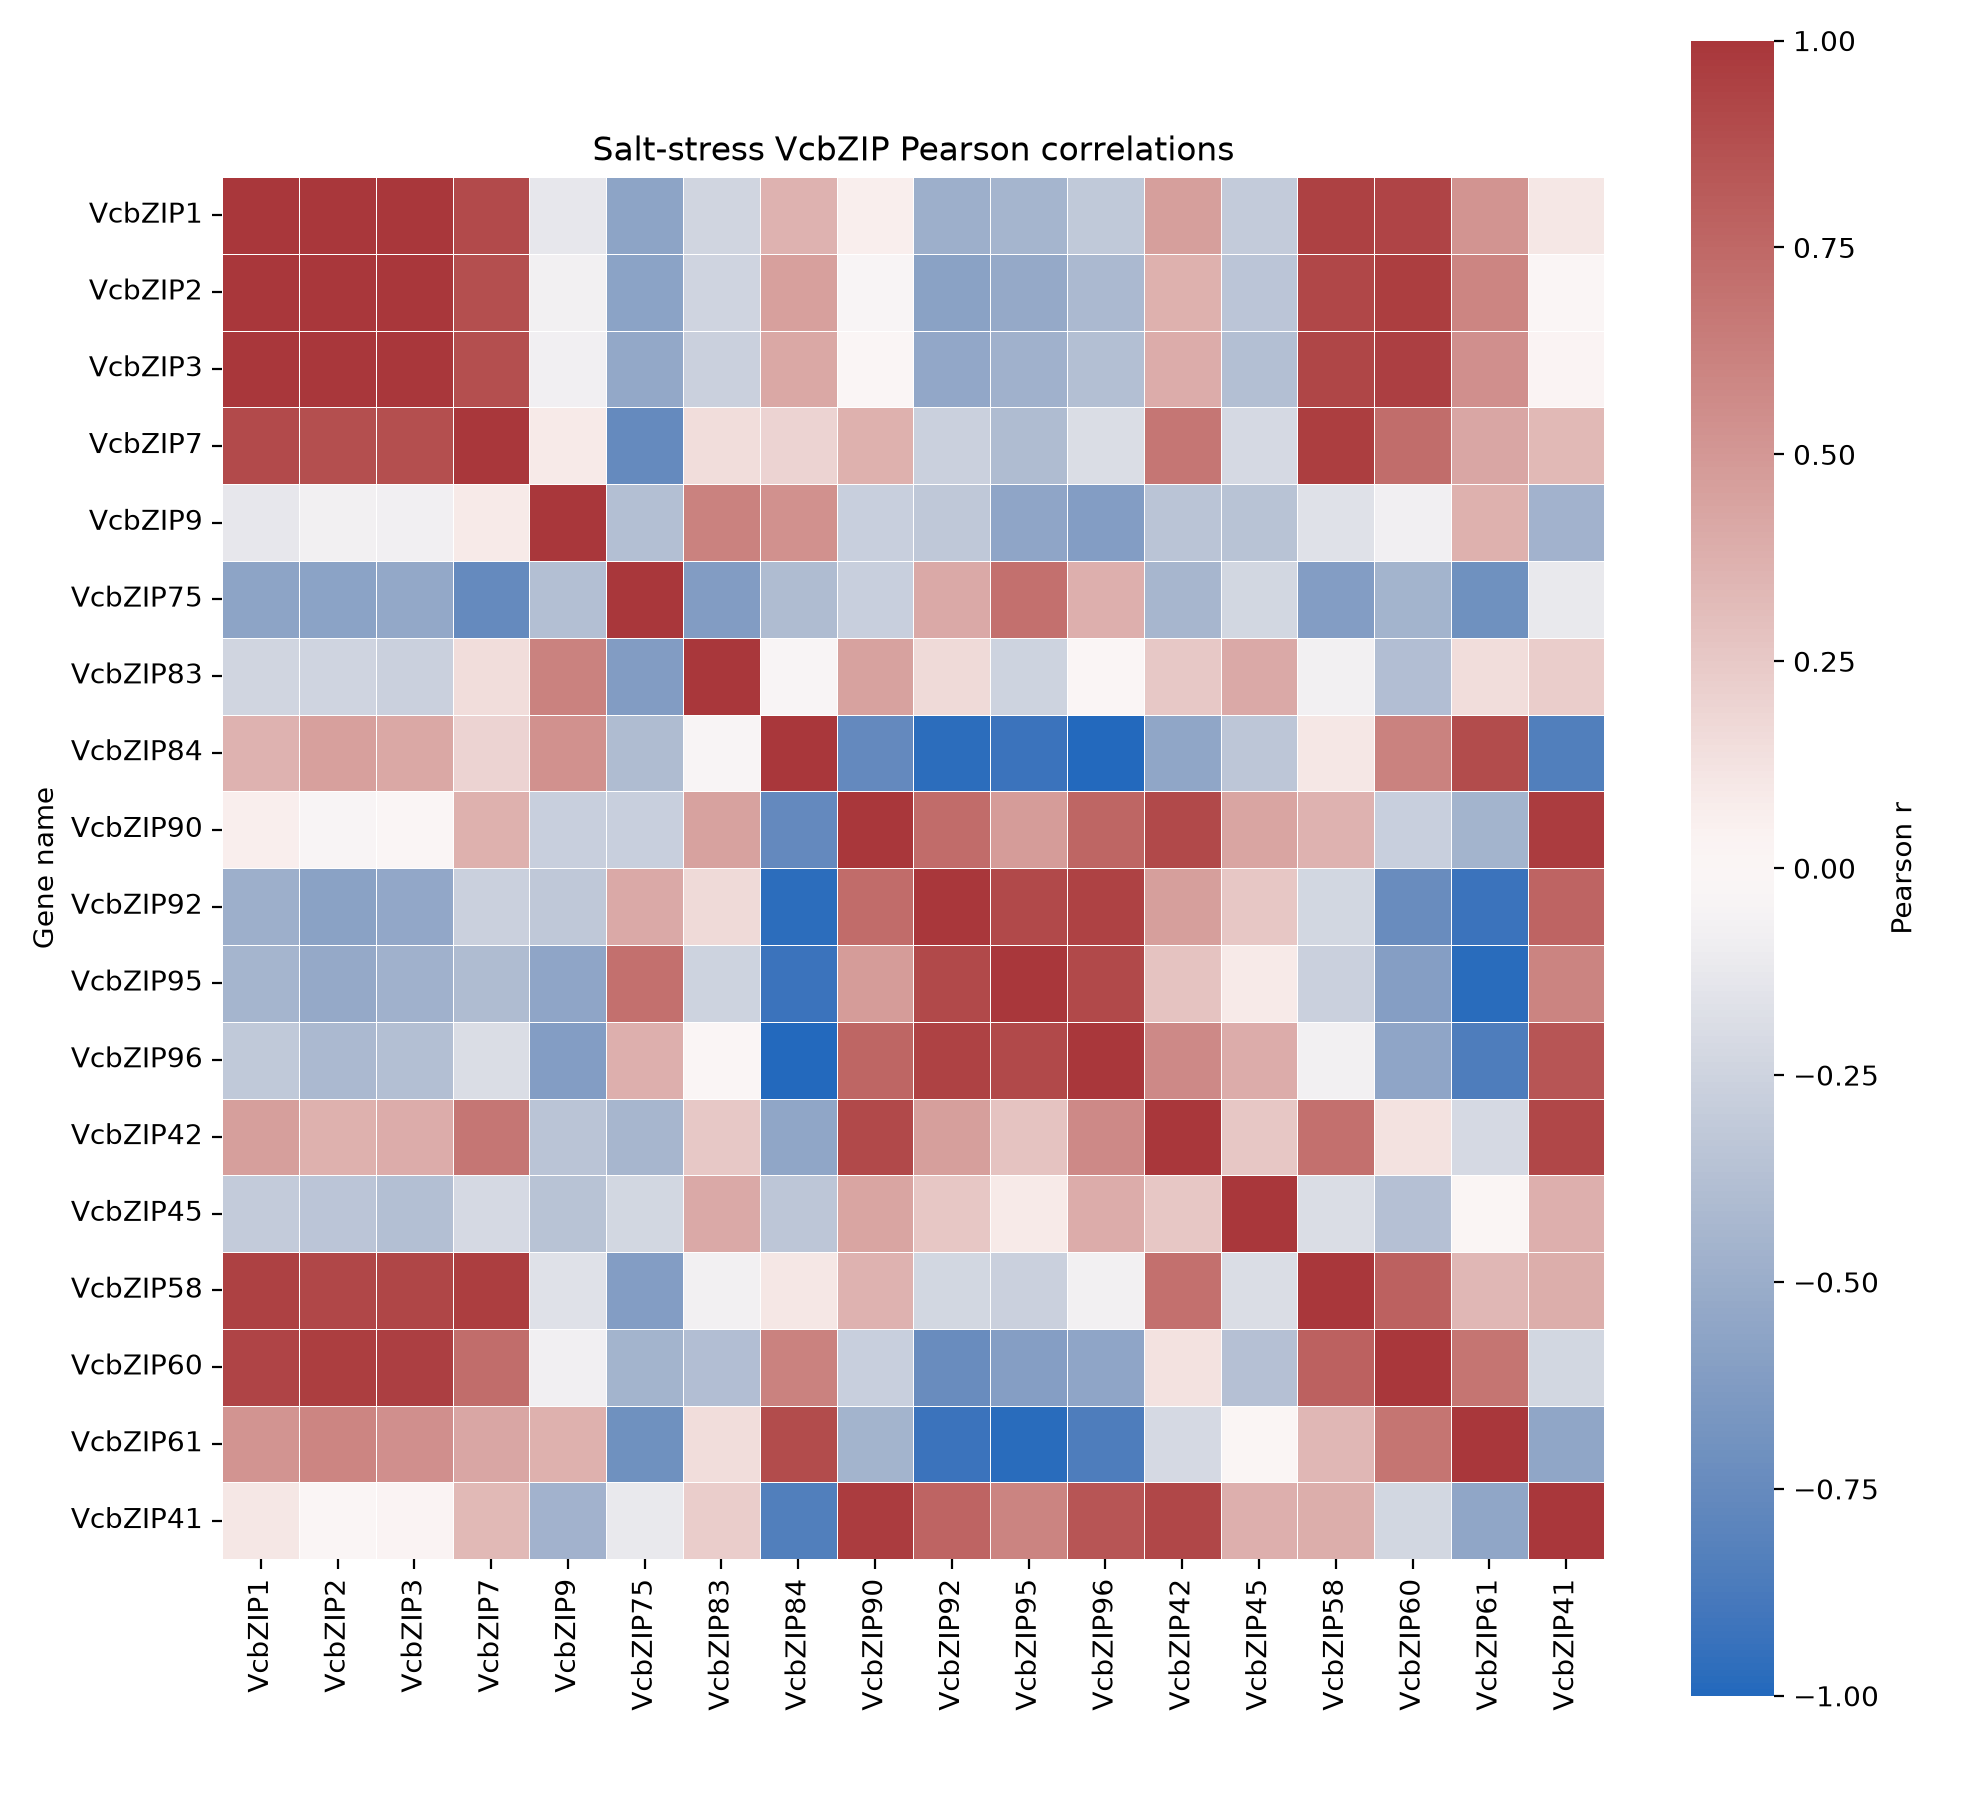 Salt-stress VcbZIP Pearson correlations
Gene name
VcbZIP1
VcbZIP2
VcbZIP3
VcbZIP7
VcbZIP9
VcbZIP75
VcbZIP83
VcbZIP84
VcbZIP90
VcbZIP92
VcbZIP95
VcbZIP96
VcbZIP42
VcbZIP45
VcbZIP58
VcbZIP60
VcbZIP61
VcbZIP41
VcbZIP1
VcbZIP2
VcbZIP3
VcbZIP7
VcbZIP9
VcbZIP75
VcbZIP83
VcbZIP84
VcbZIP90
VcbZIP92
VcbZIP95
VcbZIP96
VcbZIP42
VcbZIP45
VcbZIP58
VcbZIP60
VcbZIP61
VcbZIP41
1.00
0.75
0.50
0.25
0.00
−0.25
−0.50
−0.75
−1.00
Pearson r